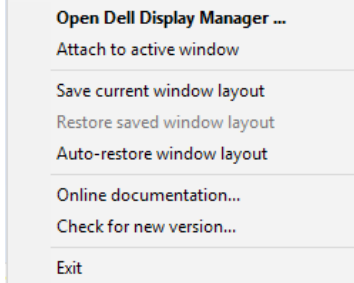 Open Dell Display Manager ...
Attach to active window
Save current window layout
Restore saved window layout
Auto-restore window layout
Online documentation...
Check for new version...
Exit